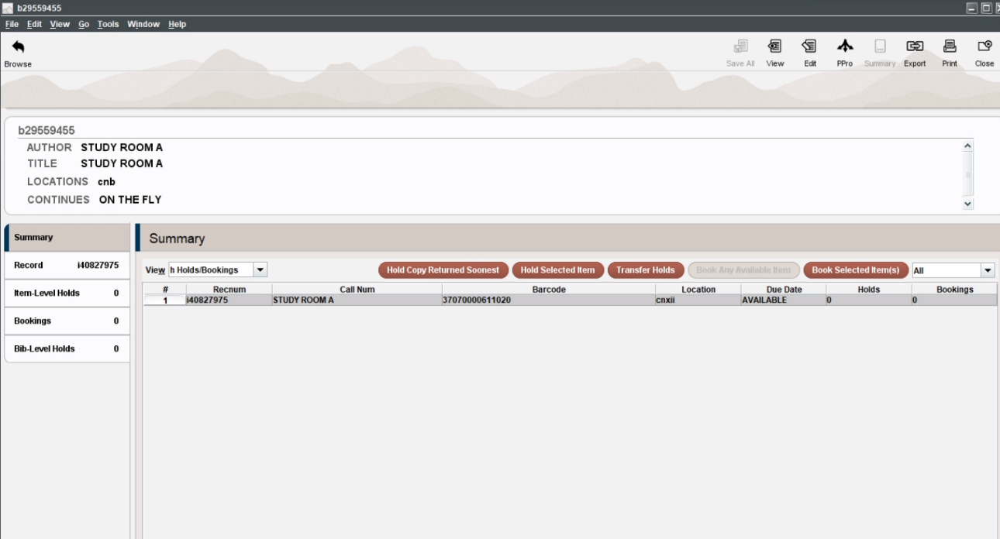 b29559455
File Edit View Go Tools Window Help
Browse
Save All View Edit PPro Summary Export Print Close
b29559455
AUTHOR STUDY ROOM A
TITLE STUDY ROOM A
LOCATIONS cnb
CONTINUES ON THE FLY
Summary
Record i40827975
Item-Level Holds 0
Bookings 0
Bib-Level Holds 0
Summary
View h Holds/Bookings Hold Copy Returned Soonest Hold Selected Item Transfer Holds Book Any Available Item Book Selected Item(s) All
# Recnum Call Num Barcode Location Due Date Holds Bookings
1 i40827975 STUDY ROOM A 37070000611020 cnxii AVAILABLE 0 0